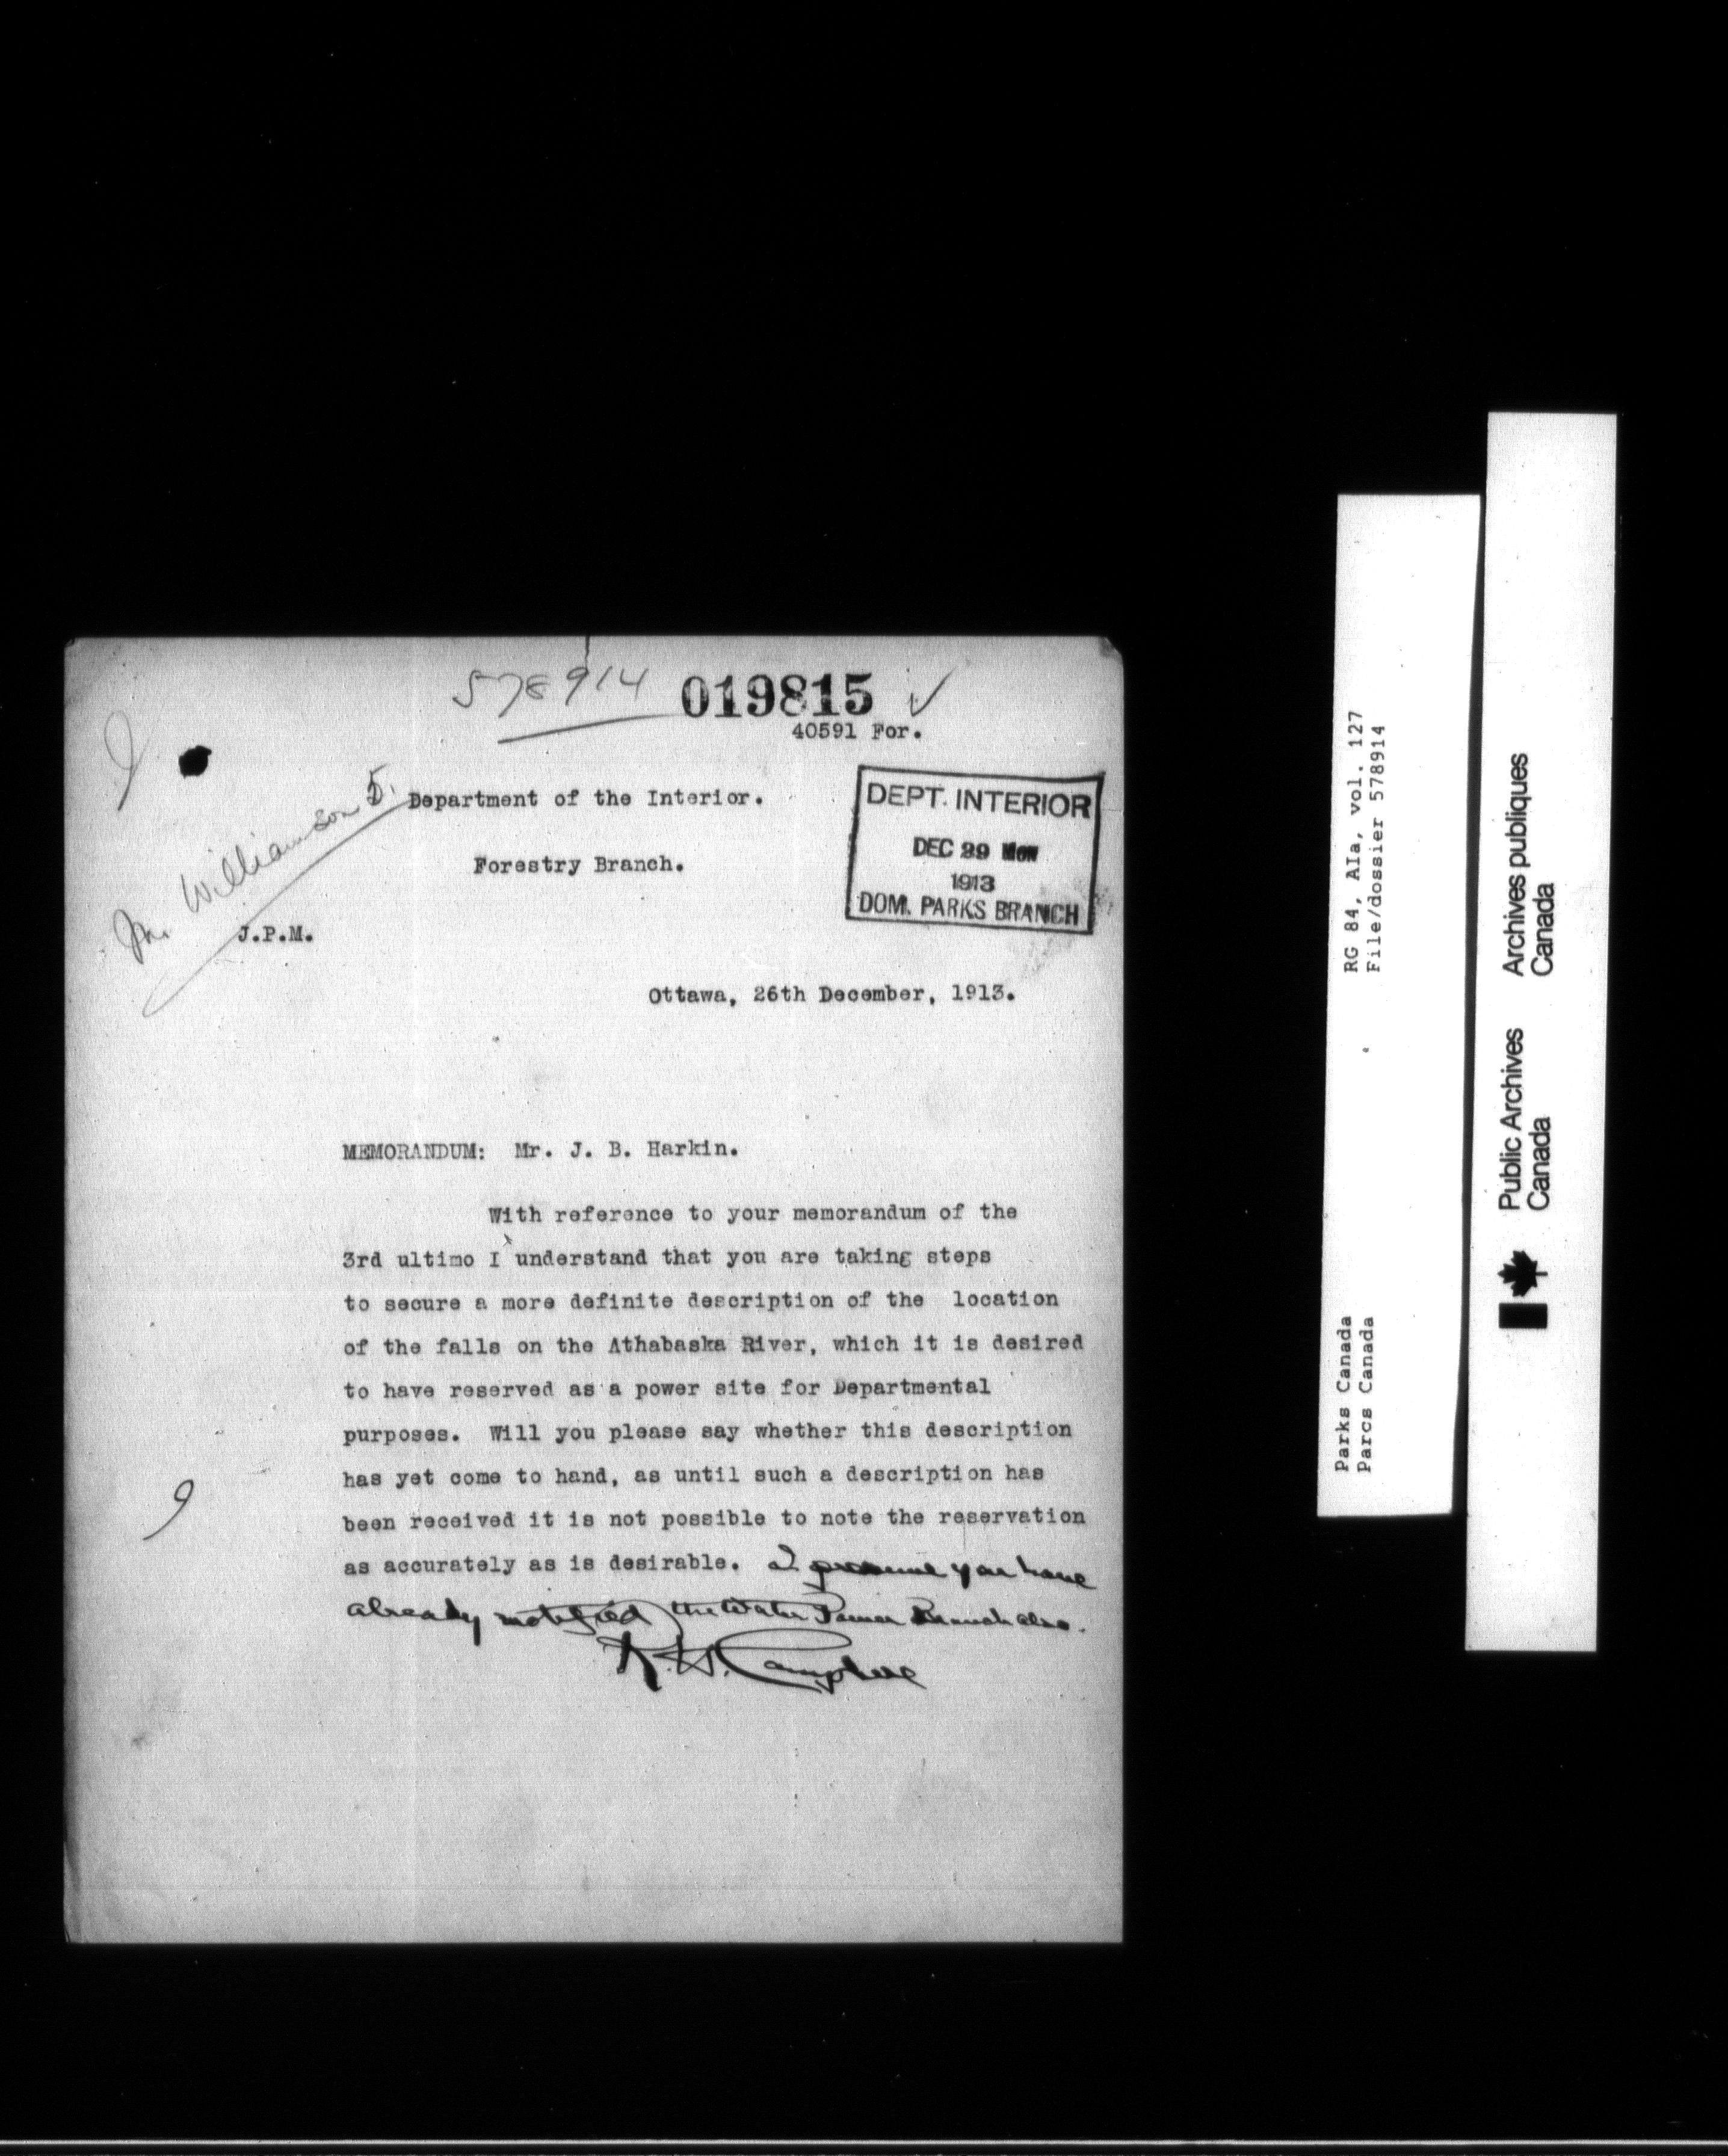 578914 019815
40591 For.
Mr. Williamson 5.
Department of the Interior.
Forestry Branch.
DEPT. INTERIOR
DEC 29 Mon
1913
DOM. PARKS BRANCH
J.P.M.
Ottawa, 26th December, 1913.
MEMORANDUM: Mr. J. B. Harkin.
With reference to your memorandum of the
3rd ultimo I understand that you are taking steps
to secure a more definite description of the location
of the falls on the Athabaska River, which it is desired
to have reserved as a power site for Departmental
purposes. Will you please say whether this description
has yet come to hand, as until such a description has
been received it is not possible to note the reservation
as accurately as is desirable. I presume you have
already notified the Water Power Branch also.
R.H. Campbell
9
Parks Canada RG 84, AIa, vol. 127
Parcs Canada File/dossier 578914
Public Archives Archives publiques
Canada Canada